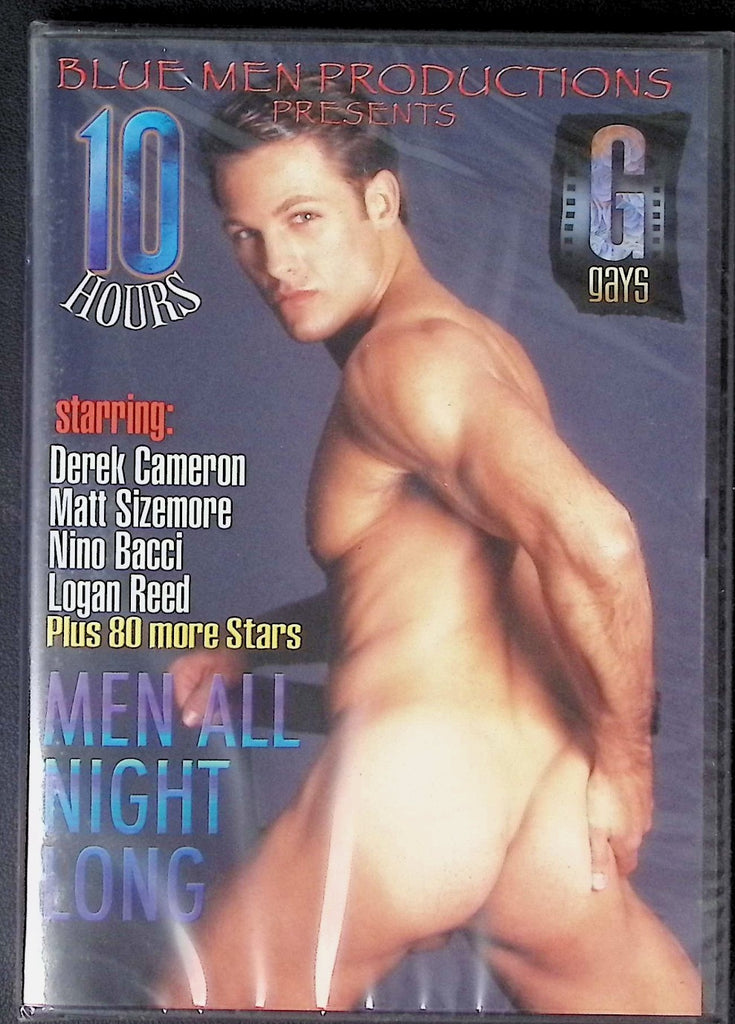 BLUE MEN PRODUCTIONS
PRESENTS
10
HOURS
G
gays
starring:
Derek Cameron
Matt Sizemore
Nino Bacci
Logan Reed
Plus 80 more Stars
MEN ALL
NIGHT
LONG